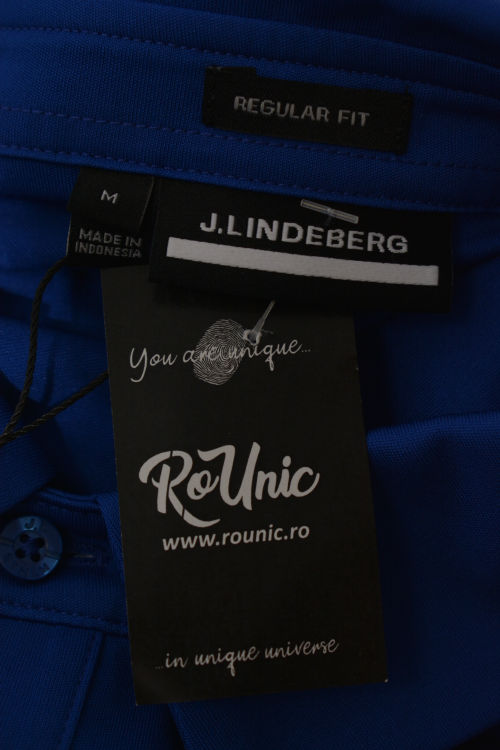 REGULAR FIT
M
MADE IN
INDONESIA
J.LINDEBERG
You are unique...
RoUnic
www.rounic.ro
...in unique universe
J